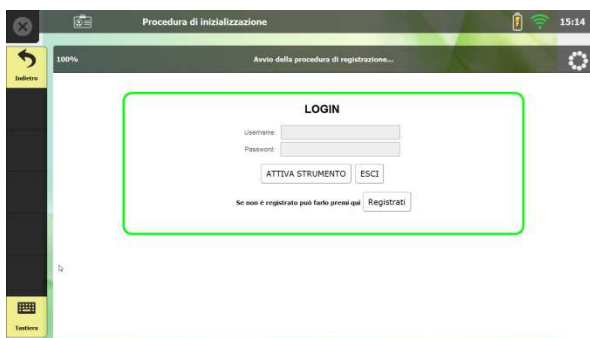 Procedura di inizializzazione
15:14
Indietro
100%
Avvio della procedura di registrazione...
LOGIN
Username:
Password:
ATTIVA STRUMENTO ESCI
Se non è registrato può farlo premi qui Registrati
Tastiera